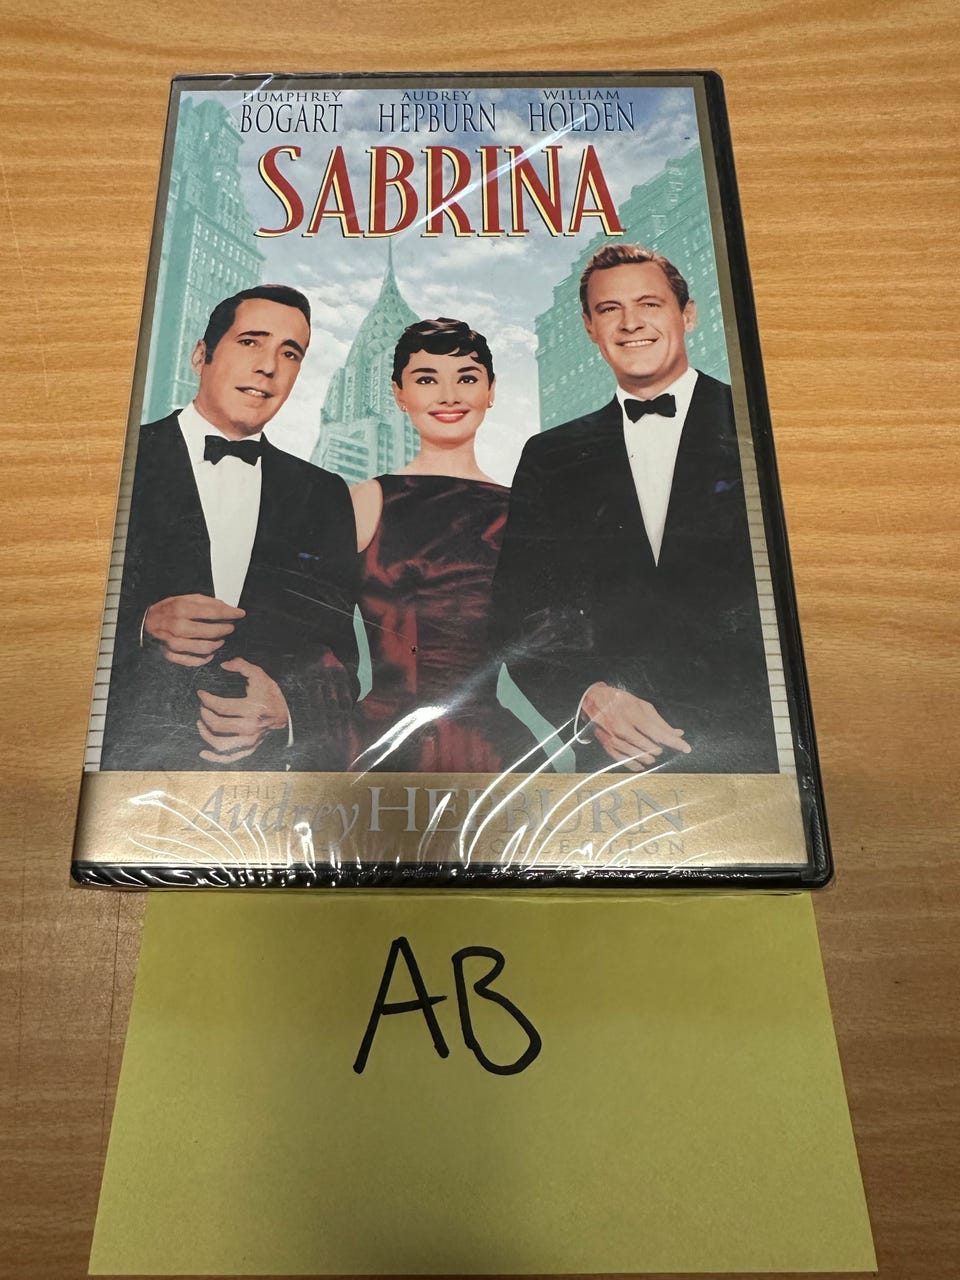 HUMPHREY AUDREY WILLIAM
BOGART HEPBURN HOLDEN
SABRINA
THE
Audrey HEPBURN
COLLECTION
AB